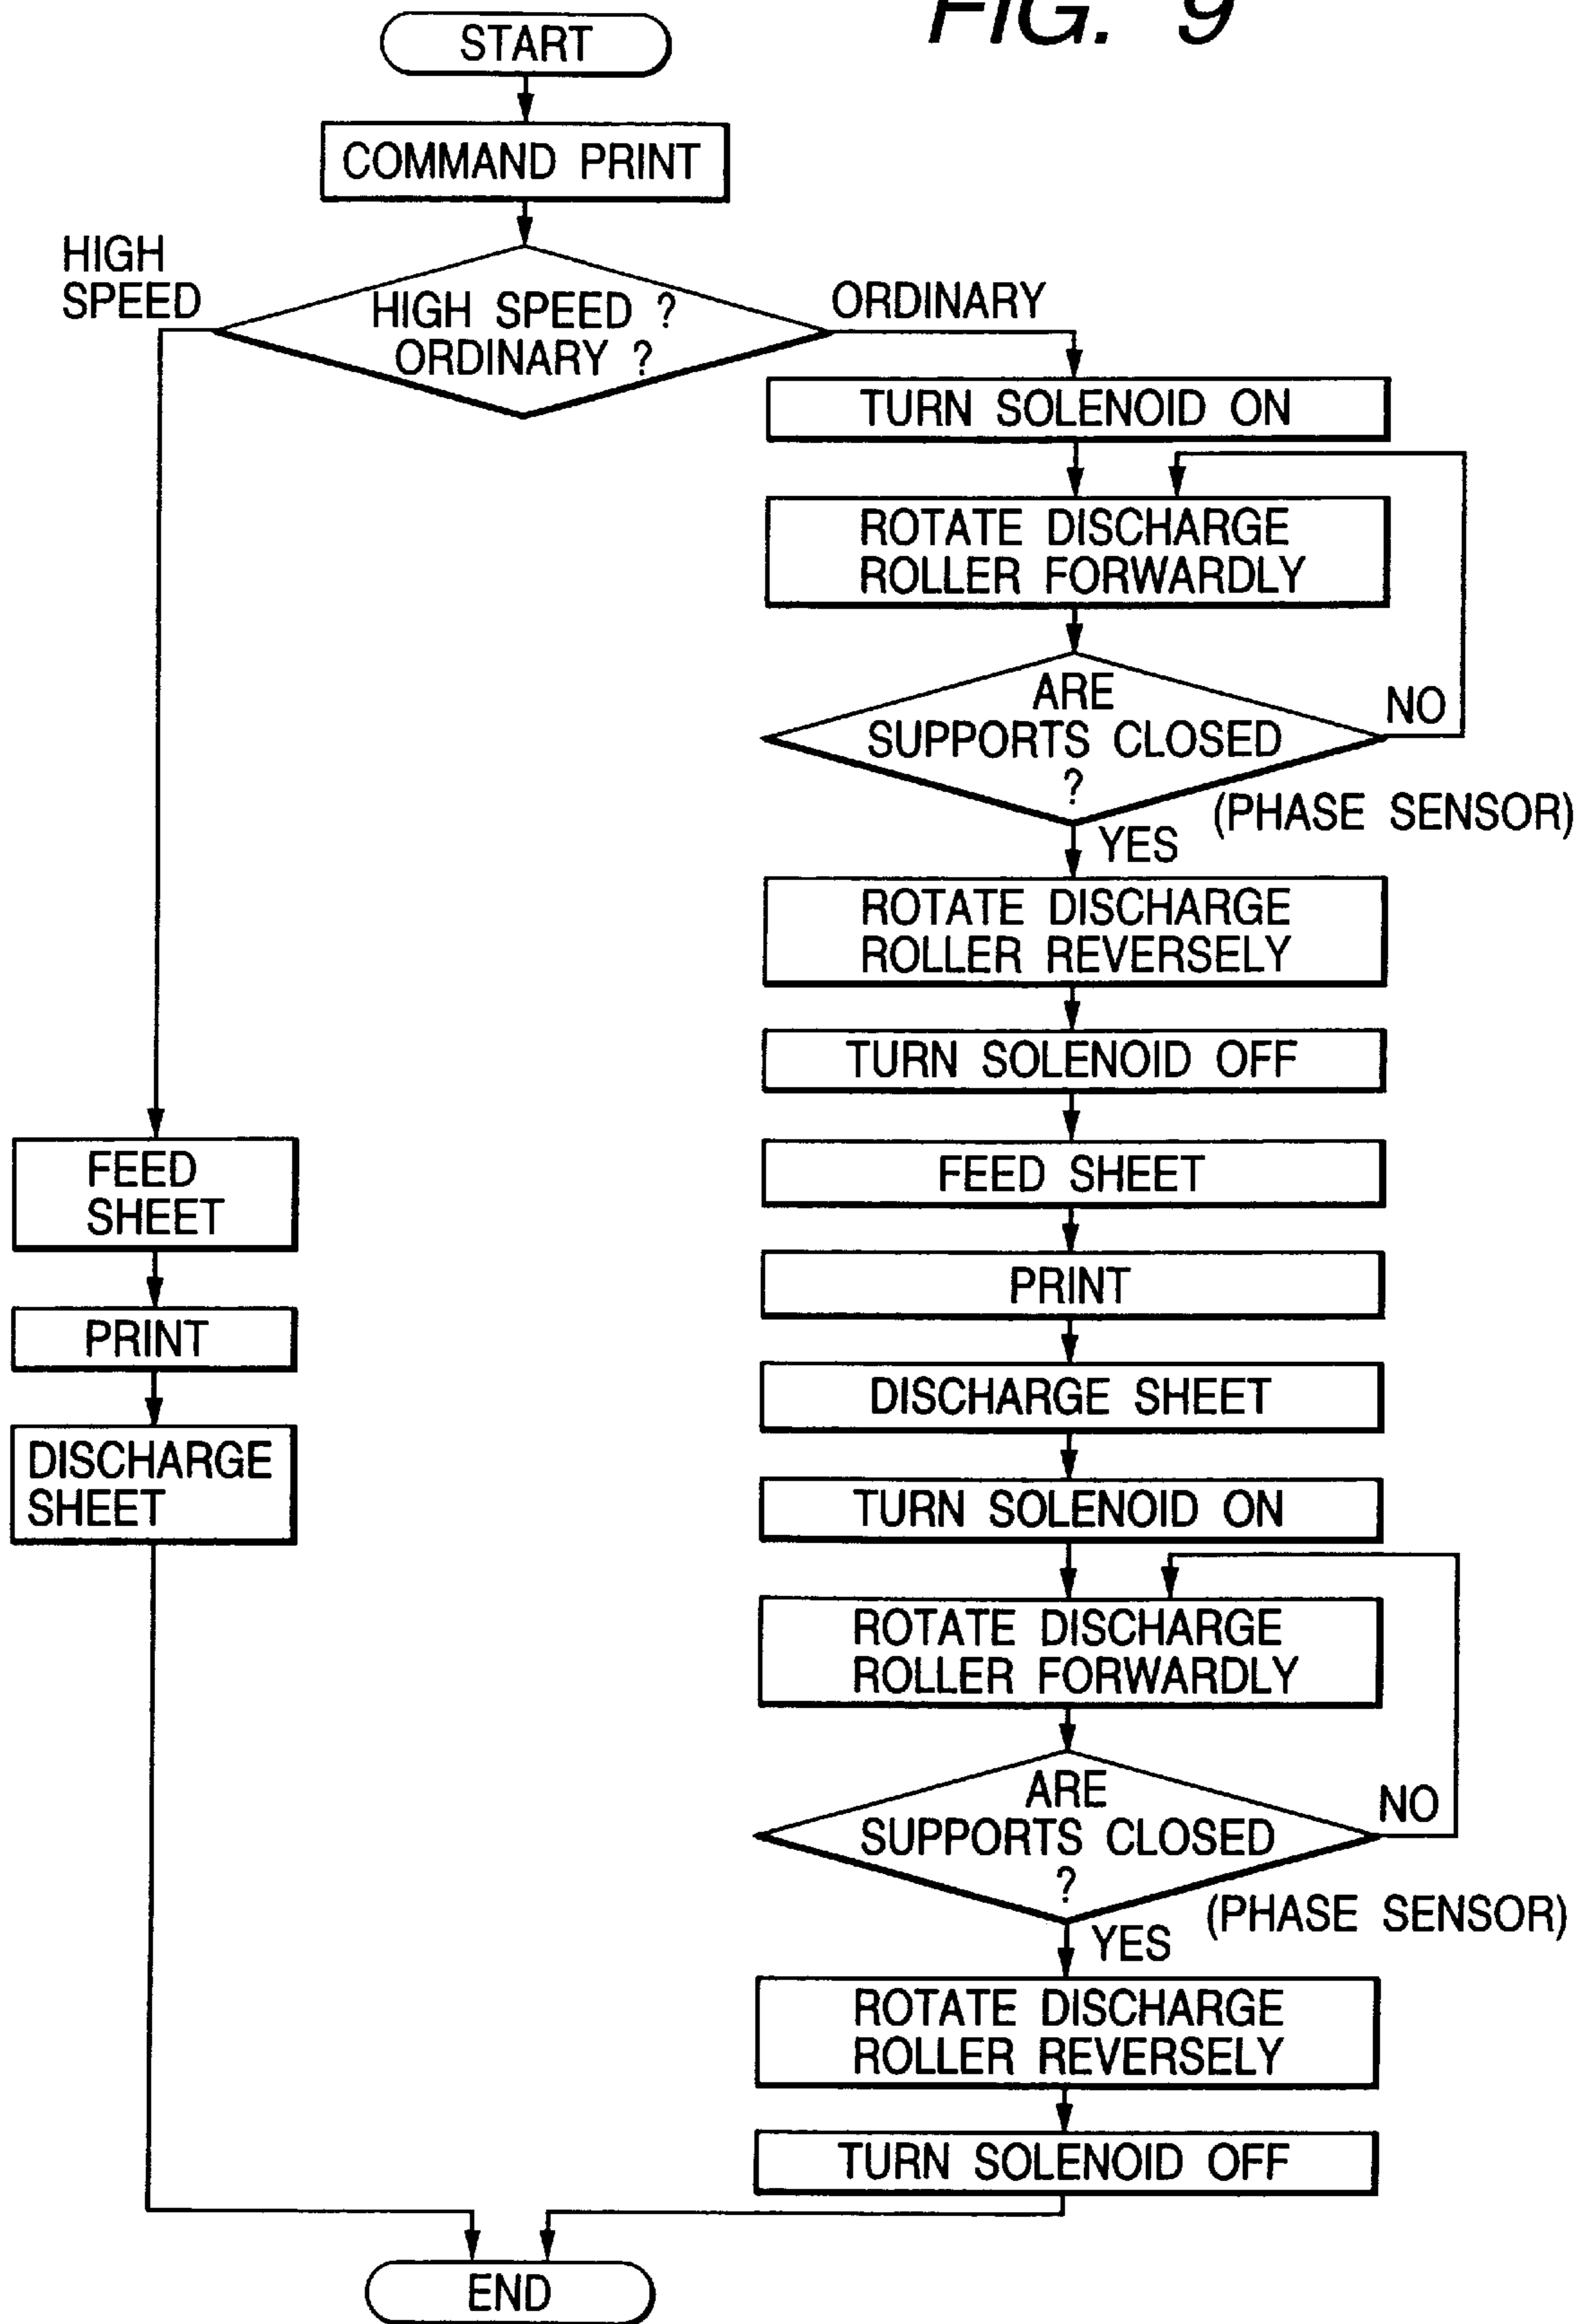 FIG. 9
START
COMMAND PRINT
HIGH
SPEED
HIGH SPEED ?
ORDINARY ?
ORDINARY
TURN SOLENOID ON
ROTATE DISCHARGE
ROLLER FORWARDLY
ARE
SUPPORTS CLOSED
?
NO
(PHASE SENSOR)
YES
ROTATE DISCHARGE
ROLLER REVERSELY
TURN SOLENOID OFF
FEED SHEET
PRINT
DISCHARGE SHEET
TURN SOLENOID ON
ROTATE DISCHARGE
ROLLER FORWARDLY
ARE
SUPPORTS CLOSED
?
NO
(PHASE SENSOR)
YES
ROTATE DISCHARGE
ROLLER REVERSELY
TURN SOLENOID OFF
FEED
SHEET
PRINT
DISCHARGE
SHEET
END